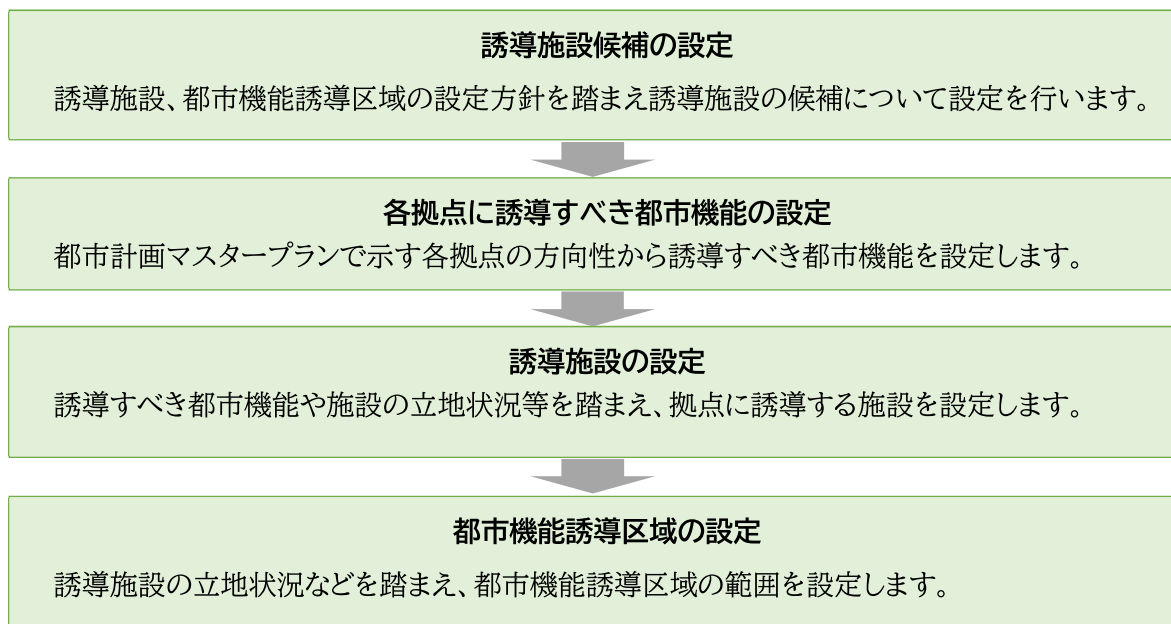 誘導施設候補の設定
誘導施設、都市機能誘導区域の設定方針を踏まえ誘導施設の候補について設定を行います。
各拠点に誘導すべき都市機能の設定
都市計画マスタープランで示す各拠点の方向性から誘導すべき都市機能を設定します。
誘導施設の設定
誘導すべき都市機能や施設の立地状況等を踏まえ、拠点に誘導する施設を設定します。
都市機能誘導区域の設定
誘導施設の立地状況などを踏まえ、都市機能誘導区域の範囲を設定します。